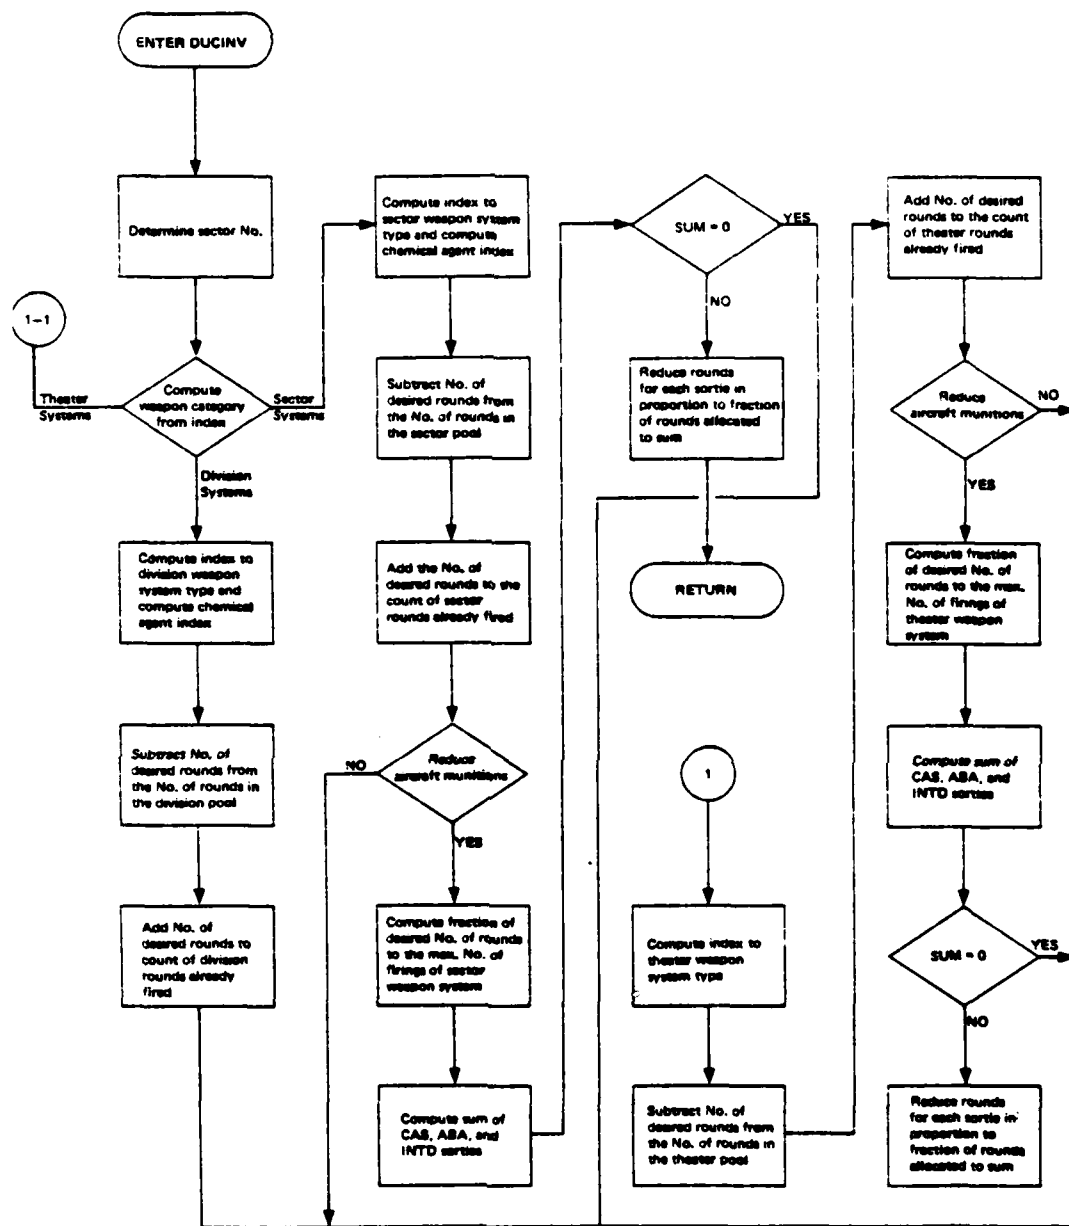 ENTER DUCINV
Determine sector No.
1-1
Theater
Systems
Compute
weapon category
from index
Sector
Systems
Division
Systems
Compute index to
division weapon
system type and
compute chemical
agent index
Subtract No. of
desired rounds from
the No. of rounds in
the division pool
Add No. of
desired rounds to
count of division
rounds already
fired
Compute index to
sector weapon system
type and compute
chemical agent index
Subtract No. of
desired rounds from
the No. of rounds in
the sector pool
Add the No. of
desired rounds to the
count of sector
rounds already fired
NO
Reduce
aircraft munitions
YES
Compute fraction of
desired No. of rounds
to the max. No. of
firings of sector
weapon system
Compute sum of
CAS, ABA, and
INTD sorties
SUM = 0
YES
NO
Reduce rounds
for each sortie in
proportion to fraction
of rounds allocated
to sum
RETURN
1
Compute index to
theater weapon
system type
Subtract No. of
desired rounds from
the No. of rounds in
the theater pool
Add No. of desired
rounds to the count
of theater rounds
already fired
Reduce
aircraft munitions
NO
YES
Compute fraction
of desired No. of
rounds to the max.
No. of firings of
theater weapon
system
Compute sum of
CAS, ABA, and
INTD sorties
SUM = 0
YES
NO
Reduce rounds
for each sortie in
proportion to
fraction of rounds
allocated to sum